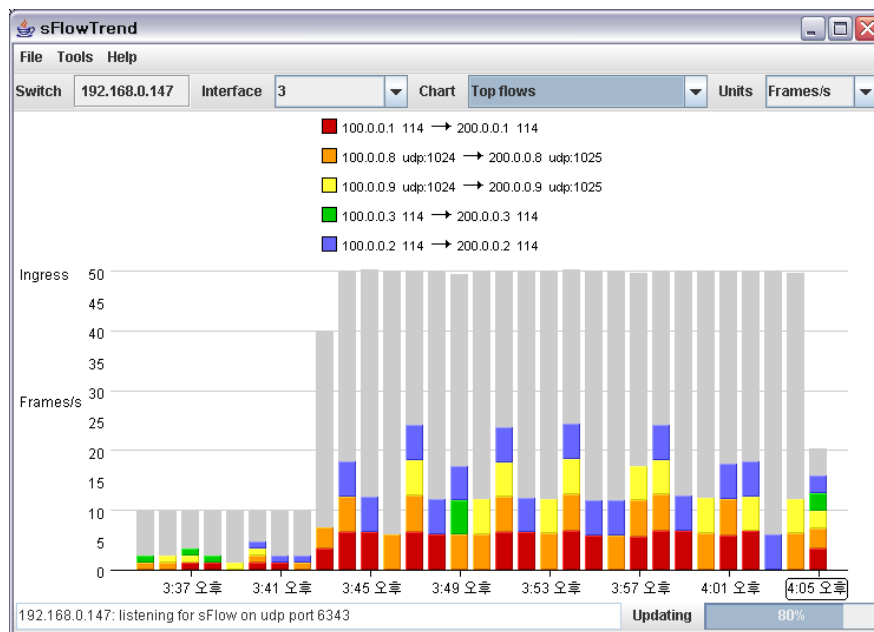 sFlowTrend
File Tools Help
Switch 192.168.0.147 Interface 3 Chart Top flows Units Frames/s
100.0.0.1 114 → 200.0.0.1 114
100.0.0.8 udp:1024 → 200.0.0.8 udp:1025
100.0.0.9 udp:1024 → 200.0.0.9 udp:1025
100.0.0.3 114 → 200.0.0.3 114
100.0.0.2 114 → 200.0.0.2 114
Ingress
Frames/s
50
45
40
35
30
25
20
15
10
5
0
3:37 오후 3:41 오후 3:45 오후 3:49 오후 3:53 오후 3:57 오후 4:01 오후 4:05 오후
192.168.0.147: listening for sFlow on udp port 6343 Updating 80%